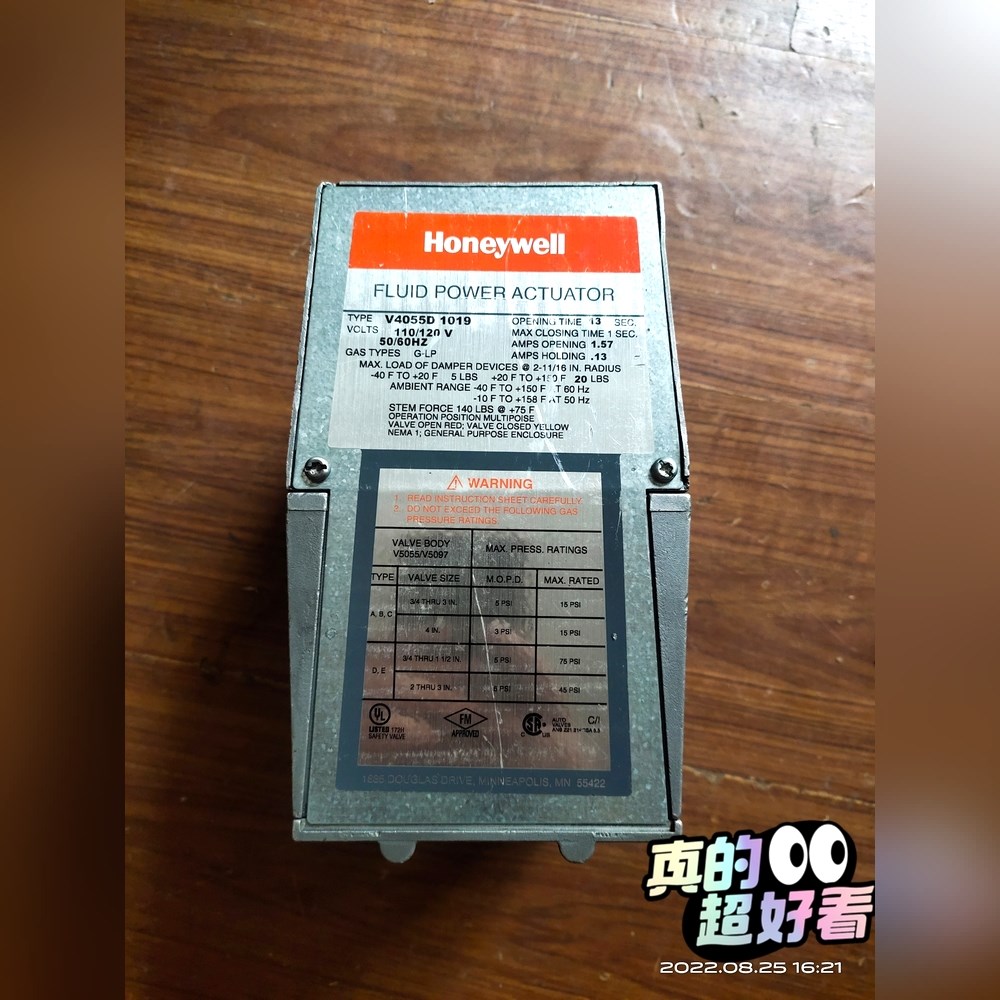 Honeywell
FLUID POWER ACTUATOR
TYPE V4055D 1019
VOLTS 110/120 V
50/60HZ
GAS TYPES G-LP
OPENING TIME 13 SEC.
MAX CLOSING TIME 1 SEC.
AMPS OPENING 1.57
AMPS HOLDING .13
MAX. LOAD OF DAMPER DEVICES @ 2-11/16 IN. RADIUS
-40 F TO +20 F 5 LBS +20 F TO +150 F 20 LBS
AMBIENT RANGE -40 F TO +150 F AT 60 Hz
-10 F TO +158 F AT 50 Hz
STEM FORCE 140 LBS @ +75 F
OPERATION POSITION MULTIPOISE
VALVE OPEN RED; VALVE CLOSED YELLOW
NEMA 1; GENERAL PURPOSE ENCLOSURE
WARNING
1. READ INSTRUCTION SHEET CAREFULLY.
2. DO NOT EXCEED THE FOLLOWING GAS
PRESSURE RATINGS
VALVE BODY
V5055/V5097
MAX. PRESS. RATINGS
TYPE VALVE SIZE M.O.P.D. MAX. RATED
A, B, C 3/4 THRU 3 IN. 5 PSI 15 PSI
4 IN. 3 PSI 15 PSI
D, E 3/4 THRU 1 1/2 IN. 5 PSI 75 PSI
2 THRU 3 IN. 5 PSI 45 PSI
UL
LISTED
SAFETY VALVE
FM
APPROVED
C US
AUTO
VALVES
C/I
1885 DOUGLAS DRIVE, MINNEAPOLIS, MN 55422
真的
超好看
2022.08.25 16:21